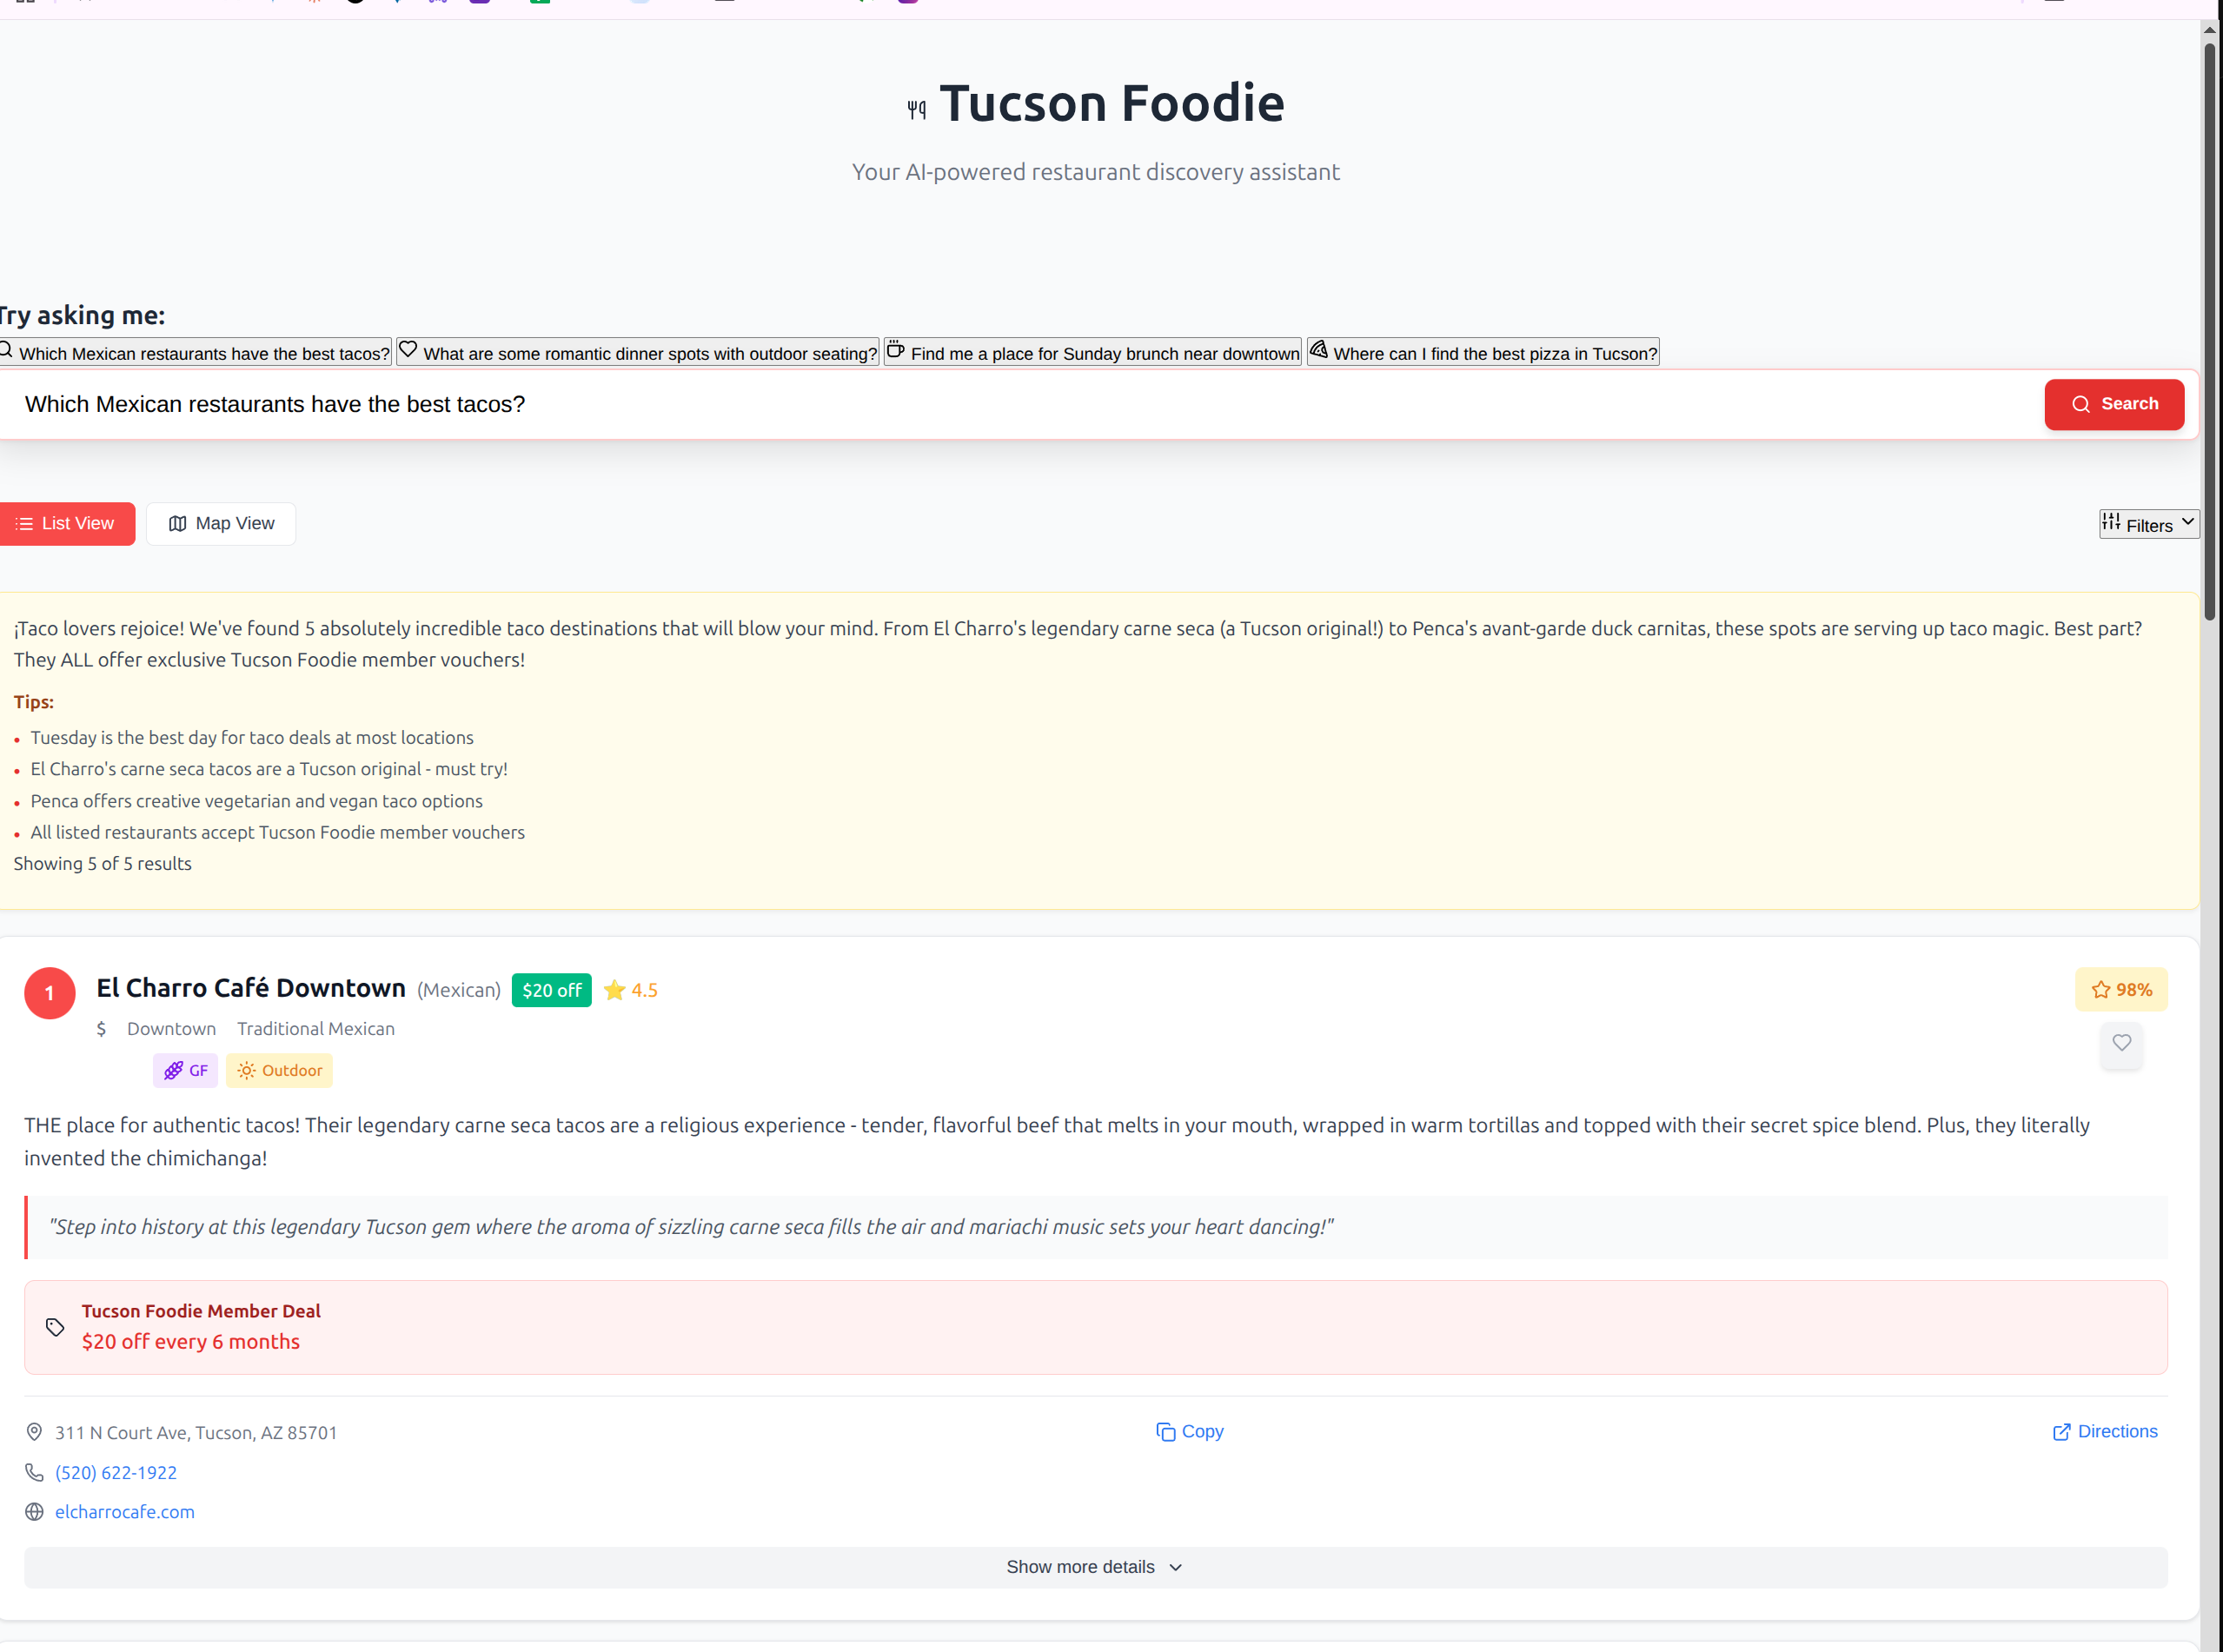 Tucson Foodie
Your AI-powered restaurant discovery assistant
Try asking me:
Which Mexican restaurants have the best tacos? What are some romantic dinner spots with outdoor seating? Find me a place for Sunday brunch near downtown Where can I find the best pizza in Tucson?
Which Mexican restaurants have the best tacos? Search
List View Map View Filters
¡Taco lovers rejoice! We've found 5 absolutely incredible taco destinations that will blow your mind. From El Charro's legendary carne seca (a Tucson original!) to Penca's avant-garde duck carnitas, these spots are serving up taco magic. Best part?
They ALL offer exclusive Tucson Foodie member vouchers!
Tips:
• Tuesday is the best day for taco deals at most locations
• El Charro's carne seca tacos are a Tucson original - must try!
• Penca offers creative vegetarian and vegan taco options
• All listed restaurants accept Tucson Foodie member vouchers
Showing 5 of 5 results
1 El Charro Café Downtown (Mexican) $20 off 4.5 98%
$ Downtown Traditional Mexican
GF Outdoor
THE place for authentic tacos! Their legendary carne seca tacos are a religious experience - tender, flavorful beef that melts in your mouth, wrapped in warm tortillas and topped with their secret spice blend. Plus, they literally
invented the chimichanga!
"Step into history at this legendary Tucson gem where the aroma of sizzling carne seca fills the air and mariachi music sets your heart dancing!"
Tucson Foodie Member Deal
$20 off every 6 months
311 N Court Ave, Tucson, AZ 85701 Copy Directions
(520) 622-1922
elcharrocafe.com
Show more details